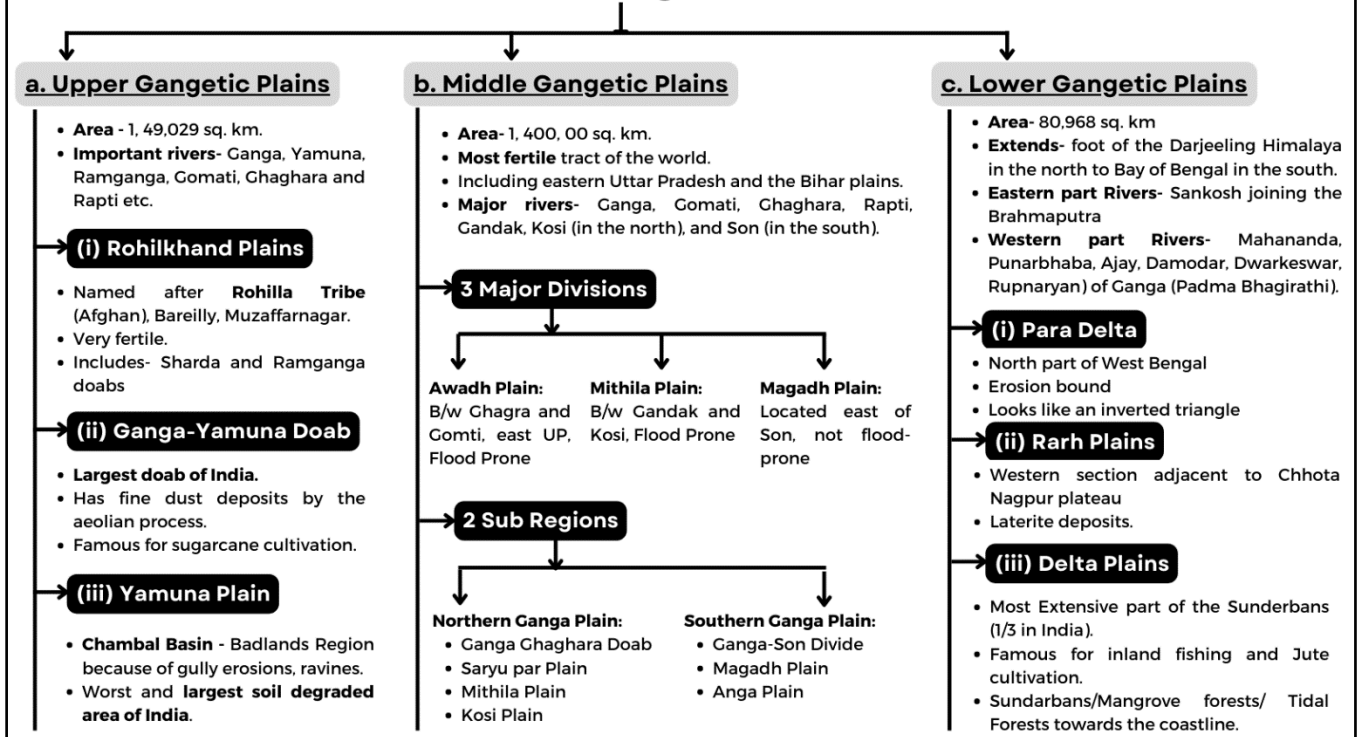 a. Upper Gangetic Plains
• Area - 1, 49,029 sq. km.
• Important rivers- Ganga, Yamuna,
Ramganga, Gomati, Ghaghara and
Rapti etc.
(i) Rohilkhand Plains
• Named after Rohilla Tribe
(Afghan), Bareilly, Muzaffarnagar.
• Very fertile.
• Includes- Sharda and Ramganga
doabs
(ii) Ganga-Yamuna Doab
• Largest doab of India.
• Has fine dust deposits by the
aeolian process.
• Famous for sugarcane cultivation.
(iii) Yamuna Plain
• Chambal Basin - Badlands Region
because of gully erosions, ravines.
• Worst and largest soil degraded
area of India.
b. Middle Gangetic Plains
• Area- 1, 400, 00 sq. km.
• Most fertile tract of the world.
• Including eastern Uttar Pradesh and the Bihar plains.
• Major rivers- Ganga, Gomati, Ghaghara, Rapti,
Gandak, Kosi (in the north), and Son (in the south).
3 Major Divisions
Awadh Plain:
B/w Ghagra and
Gomti, east UP,
Flood Prone
Mithila Plain:
B/w Gandak and
Kosi, Flood Prone
Magadh Plain:
Located east of
Son, not flood-
prone
2 Sub Regions
Northern Ganga Plain:
• Ganga Ghaghara Doab
• Saryu par Plain
• Mithila Plain
• Kosi Plain
Southern Ganga Plain:
• Ganga-Son Divide
• Magadh Plain
• Anga Plain
c. Lower Gangetic Plains
• Area- 80,968 sq. km
• Extends- foot of the Darjeeling Himalaya
in the north to Bay of Bengal in the south.
• Eastern part Rivers- Sankosh joining the
Brahmaputra
• Western part Rivers- Mahananda,
Punarbhaba, Ajay, Damodar, Dwarkeswar,
Rupnaryan) of Ganga (Padma Bhagirathi).
(i) Para Delta
• North part of West Bengal
• Erosion bound
• Looks like an inverted triangle
(ii) Rarh Plains
• Western section adjacent to Chhota
Nagpur plateau
• Laterite deposits.
(iii) Delta Plains
• Most Extensive part of the Sunderbans
(1/3 in India).
• Famous for inland fishing and Jute
cultivation.
• Sundarbans/Mangrove forests/ Tidal
Forests towards the coastline.